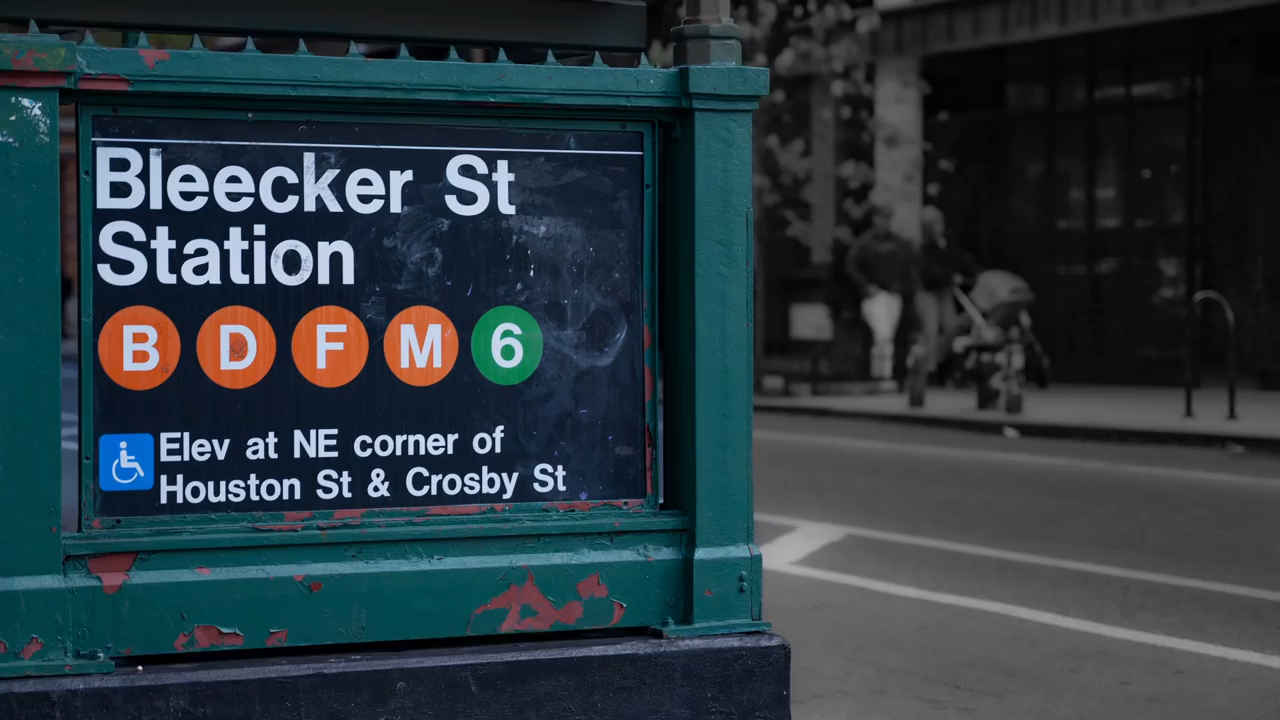 Bleecker St
Station
B D F M 6
Elev at NE corner of
Houston St & Crosby St